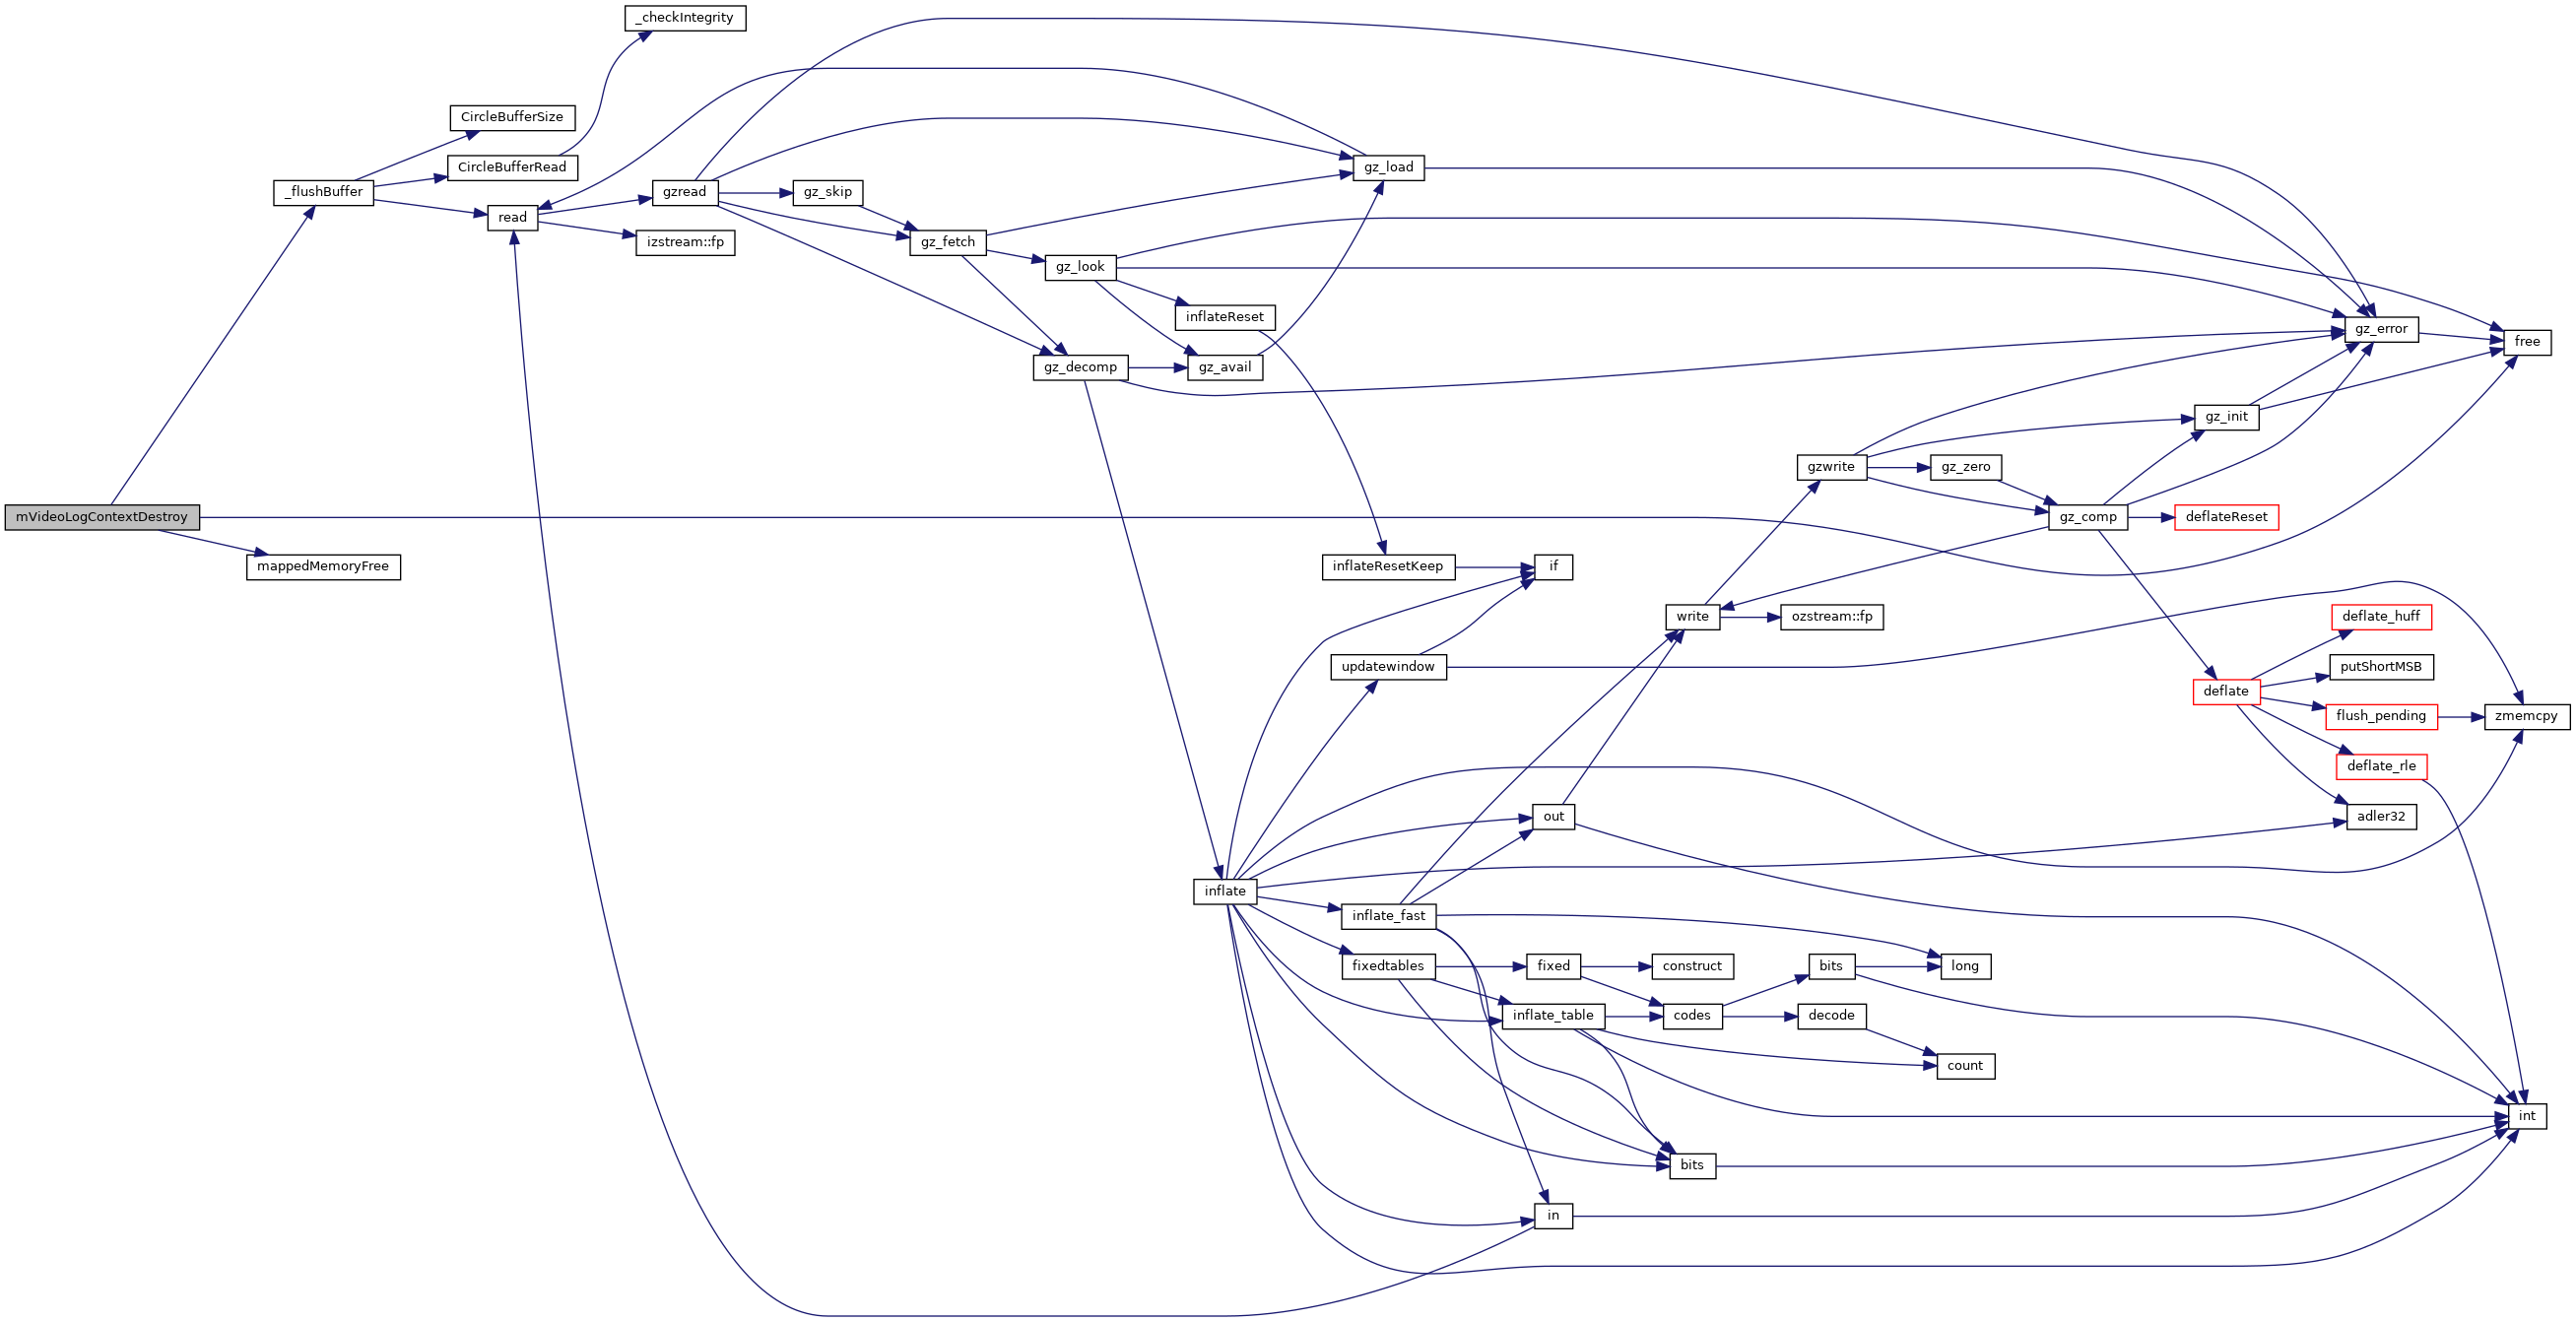 _checkIntegrity
CircleBufferSize
CircleBufferRead
_flushBuffer
read
gzread
gz_skip
izstream::fp
gz_fetch
gz_look
gz_load
inflateReset
gz_decomp
gz_avail
gz_error
free
gz_init
gzwrite
gz_zero
mVideoLogContextDestroy
gz_comp
deflateReset
mappedMemoryFree
inflateResetKeep
if
write
ozstream::fp
deflate_huff
updatewindow
putShortMSB
deflate
flush_pending
zmemcpy
deflate_rle
out
adler32
inflate
inflate_fast
fixedtables
fixed
construct
bits
long
inflate_table
codes
decode
count
int
bits
in